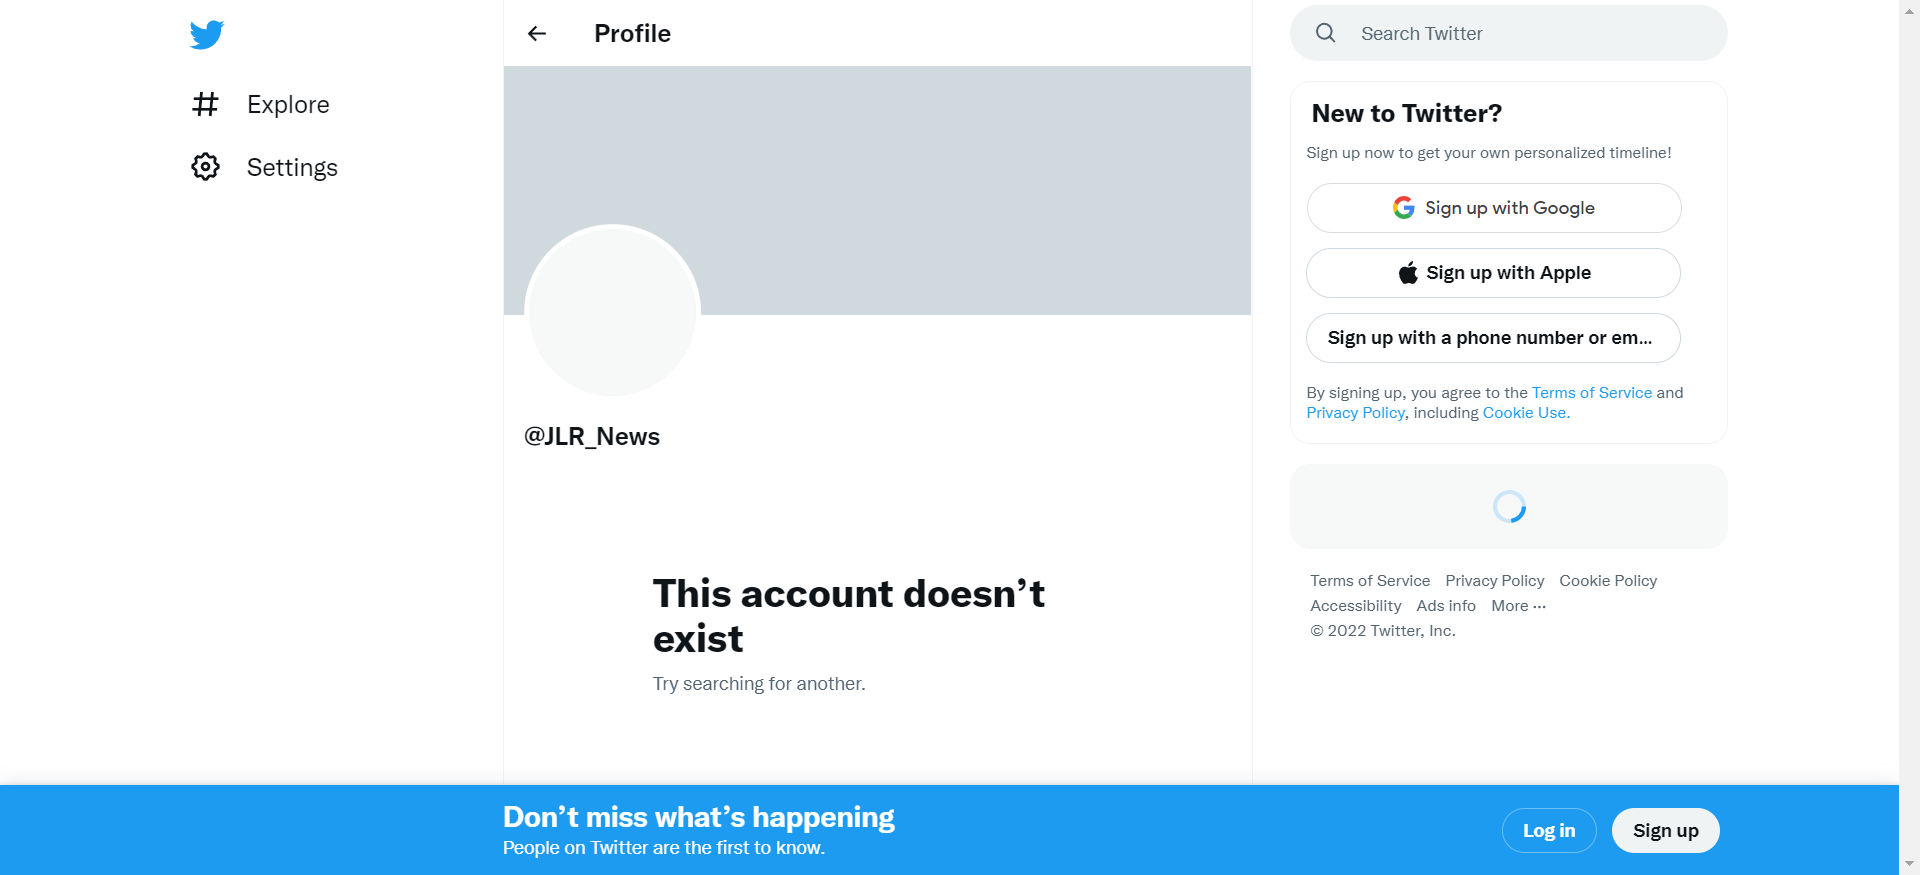 Explore
Settings
Profile
@JLR_News
This account doesn’t
exist
Try searching for another.
Search Twitter
New to Twitter?
Sign up now to get your own personalized timeline!
Sign up with Google
Sign up with Apple
Sign up with a phone number or em...
By signing up, you agree to the Terms of Service and
Privacy Policy, including Cookie Use.
Terms of Service Privacy Policy Cookie Policy
Accessibility Ads info More ···
© 2022 Twitter, Inc.
Don’t miss what’s happening
People on Twitter are the first to know.
Log in
Sign up